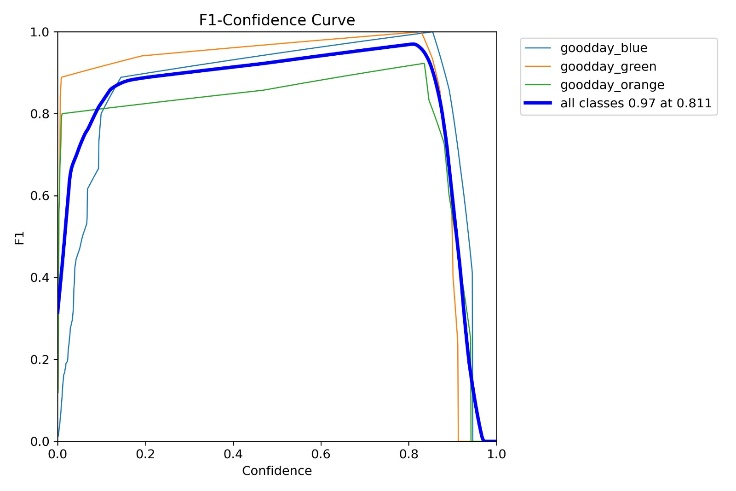 F1-Confidence Curve
1.0
0.8
0.6
0.4
0.2
0.0
F1
0.0 0.2 0.4 0.6 0.8 1.0
Confidence
goodday_blue
goodday_green
goodday_orange
all classes 0.97 at 0.811